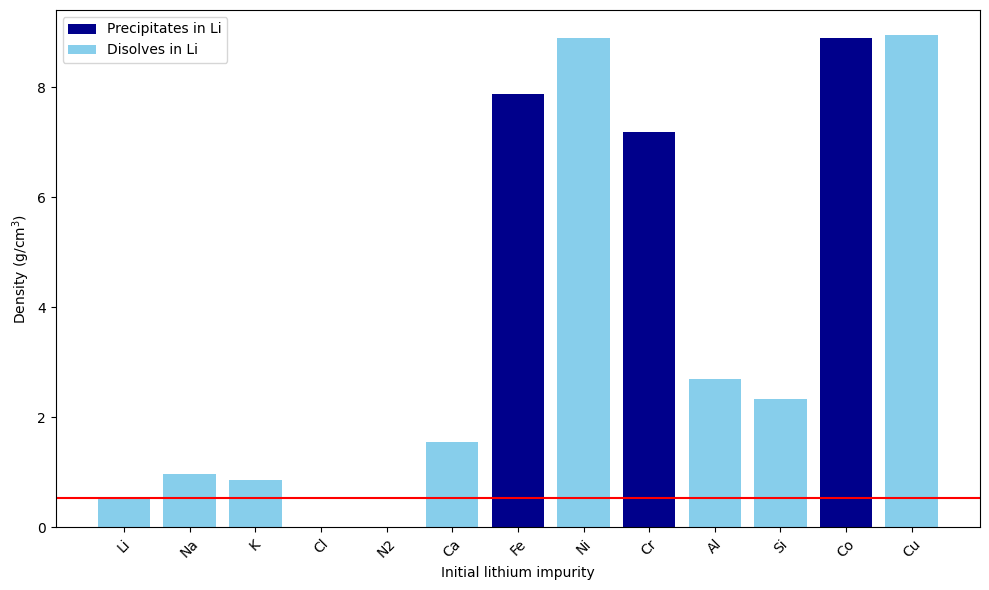 Precipitates in Li
Disolves in Li
Density (g/cm³)
8
6
4
2
0
Li
Na
K
Cl
N2
Ca
Fe
Ni
Cr
Al
Si
Co
Cu
Initial lithium impurity